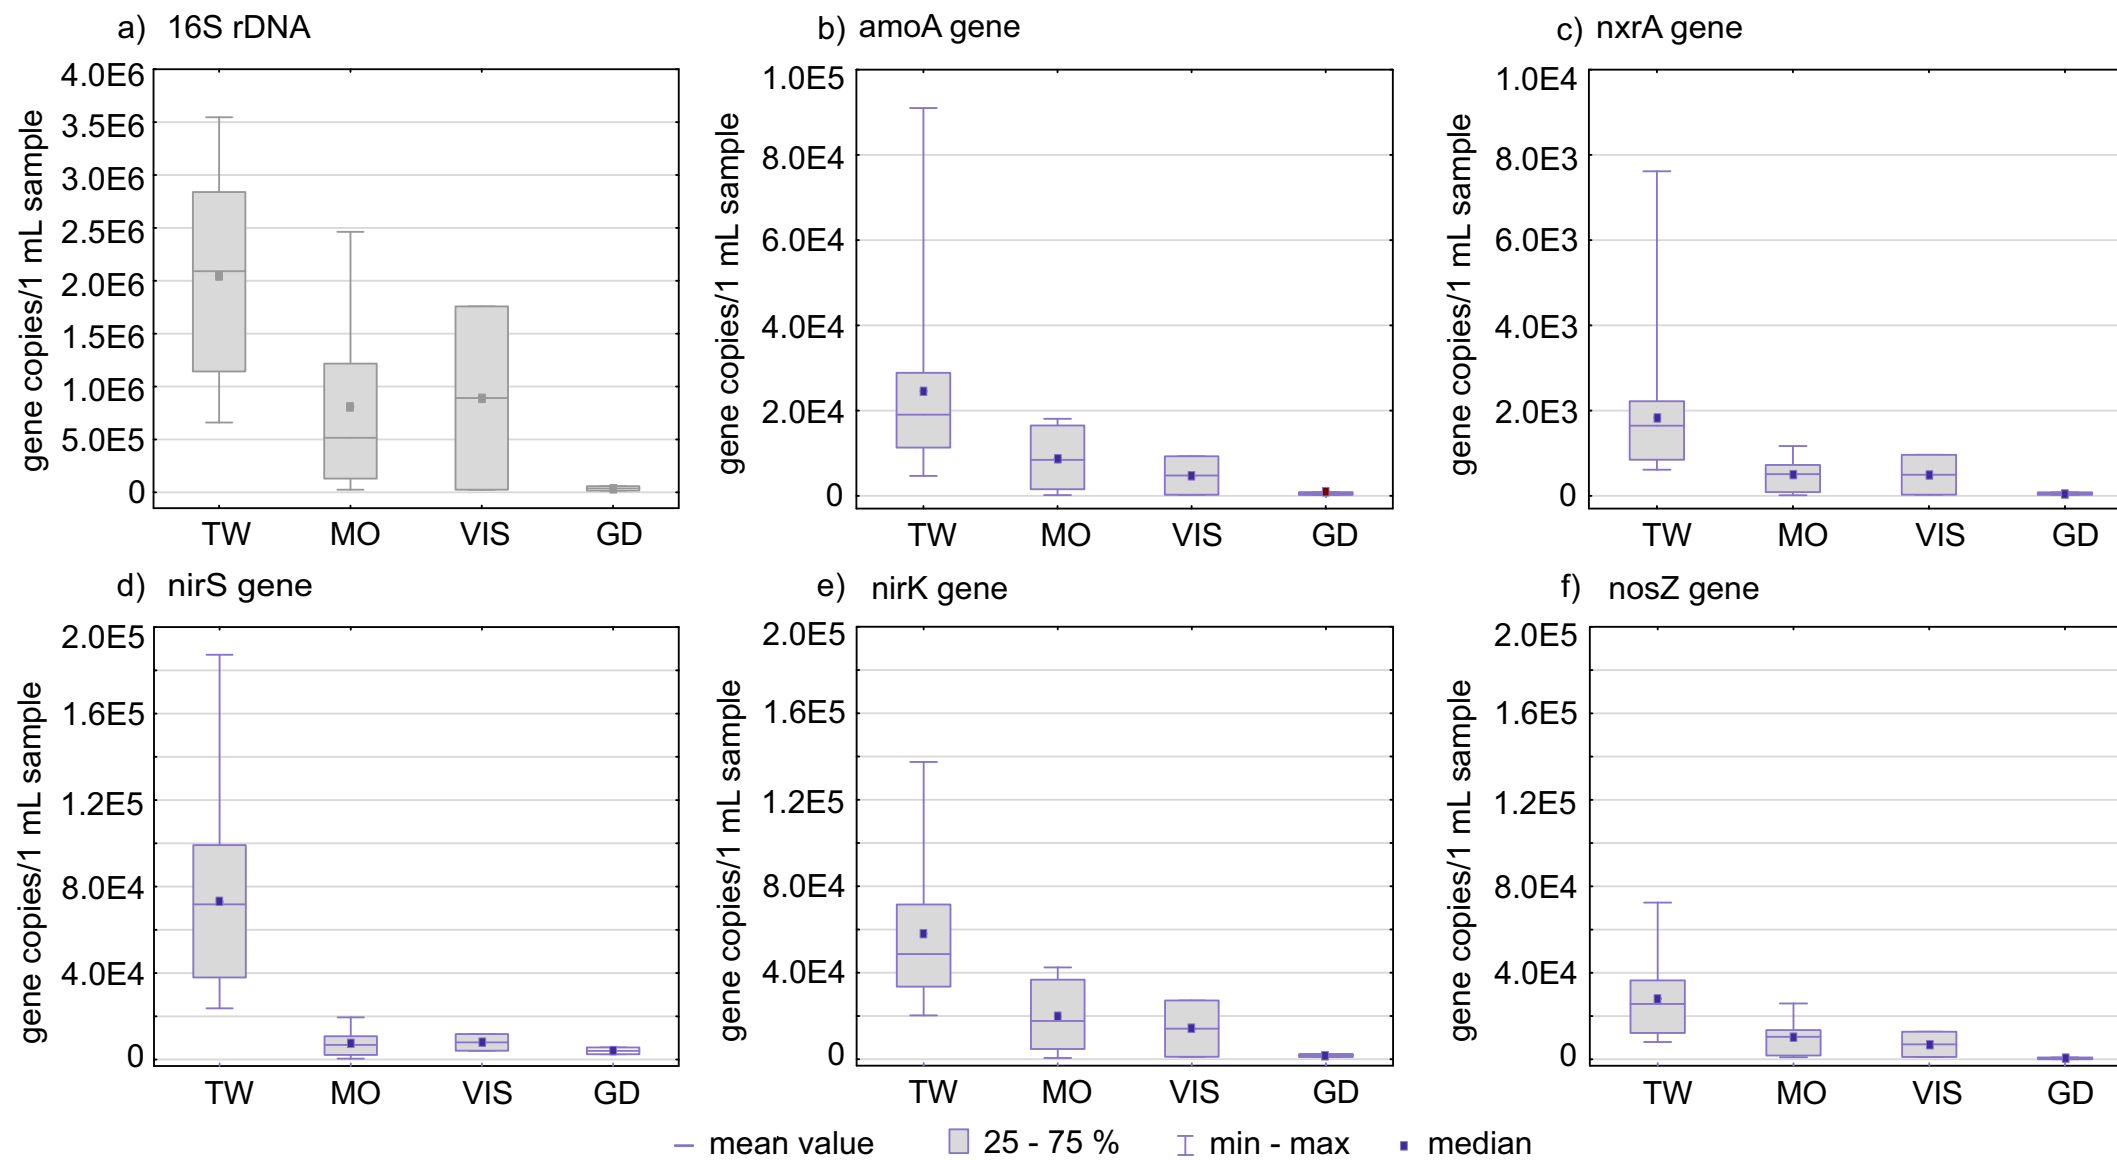 a) 16S rDNA
gene copies/1 mL sample
4.0E6
3.5E6
3.0E6
2.5E6
2.0E6
1.5E6
1.0E6
5.0E5
0
TW MO VIS GD
b) amoA gene
gene copies/1 mL sample
1.0E5
8.0E4
6.0E4
4.0E4
2.0E4
0
TW MO VIS GD
c) nxrA gene
gene copies/1 mL sample
1.0E4
8.0E3
6.0E3
4.0E3
2.0E3
0
TW MO VIS GD
d) nirS gene
gene copies/1 mL sample
2.0E5
1.6E5
1.2E5
8.0E4
4.0E4
0
TW MO VIS GD
e) nirK gene
gene copies/1 mL sample
2.0E5
1.6E5
1.2E5
8.0E4
4.0E4
0
TW MO VIS GD
f) nosZ gene
gene copies/1 mL sample
2.0E5
1.6E5
1.2E5
8.0E4
4.0E4
0
TW MO VIS GD
mean value 25 - 75 % min - max median